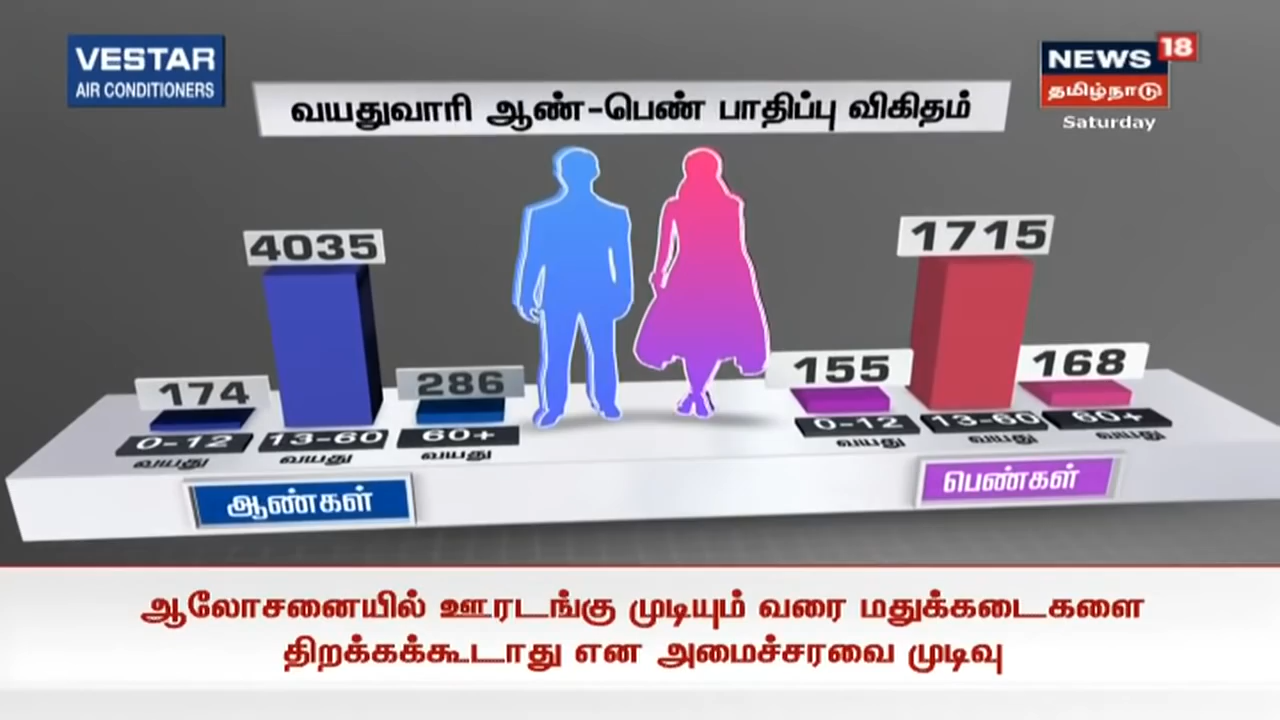 VESTAR
AIR CONDITIONERS
NEWS 18
தமிழ்நாடு
Saturday
வயதுவாரி ஆண்-பெண் பாதிப்பு விகிதம்
4035
174
286
1715
155
168
0-12
13-60
60+
வயது
வயது
வயது
0-12
13-60
60+
வயது
வயது
வயது
ஆண்கள்
பெண்கள்
ஆலோசனையில் ஊரடங்கு முடியும் வரை மதுக்கடைகளை
திறக்கக்கூடாது என அமைச்சரவை முடிவு